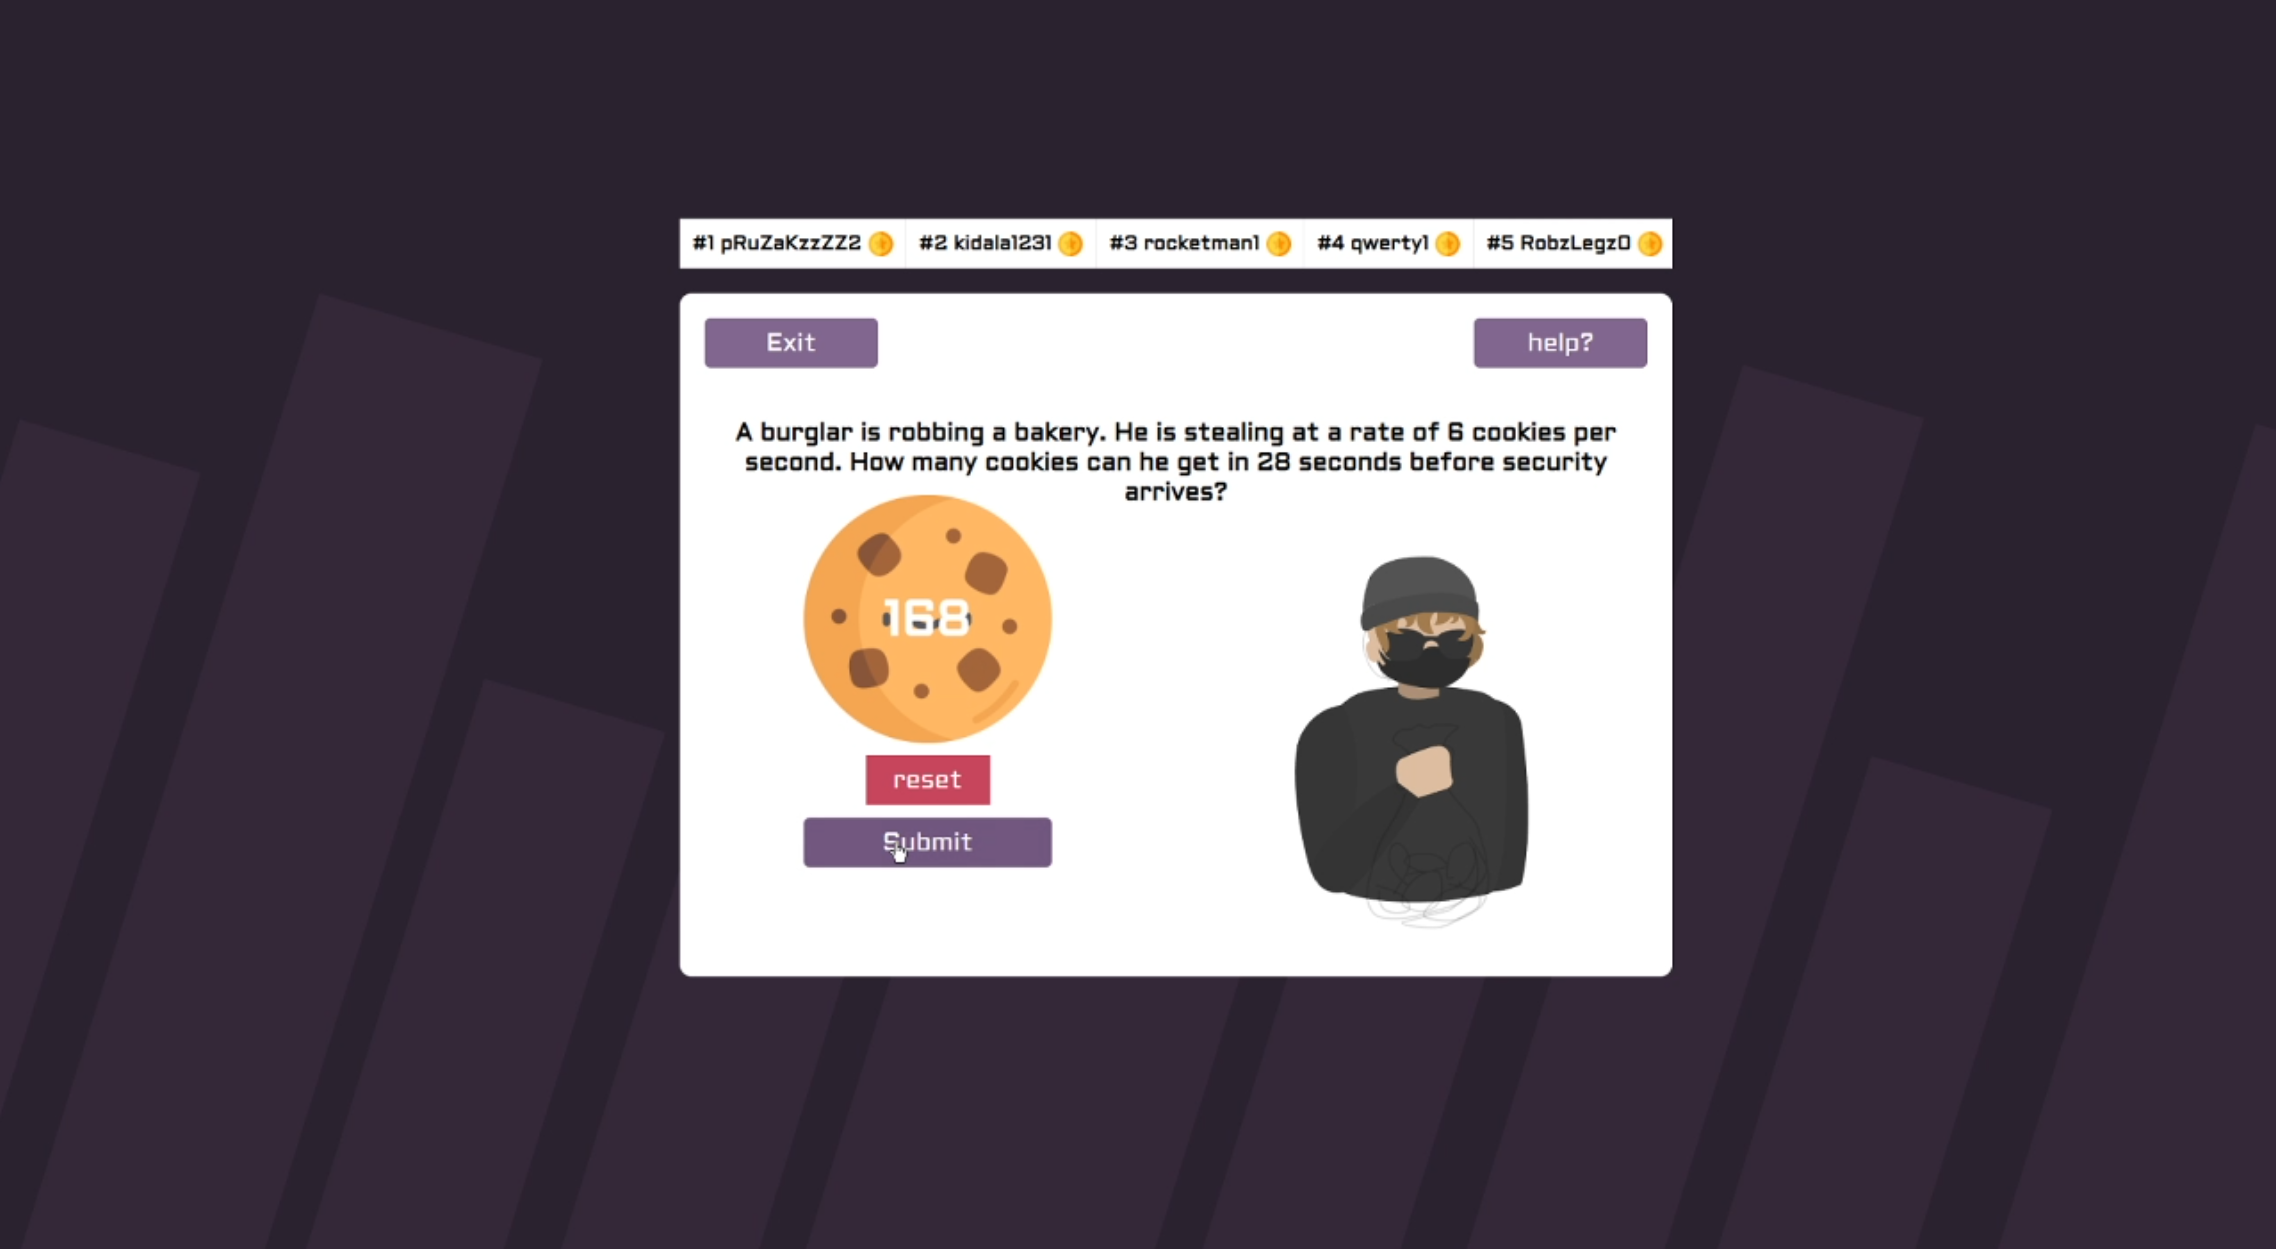 #1 pRuZaKzzZZ2 #2 kidala1231 #3 rocketman1 #4 qwerty1 #5 RobzLegz0
Exit help?
A burglar is robbing a bakery. He is stealing at a rate of 6 cookies per
second. How many cookies can he get in 28 seconds before security
arrives?
168
reset
Submit